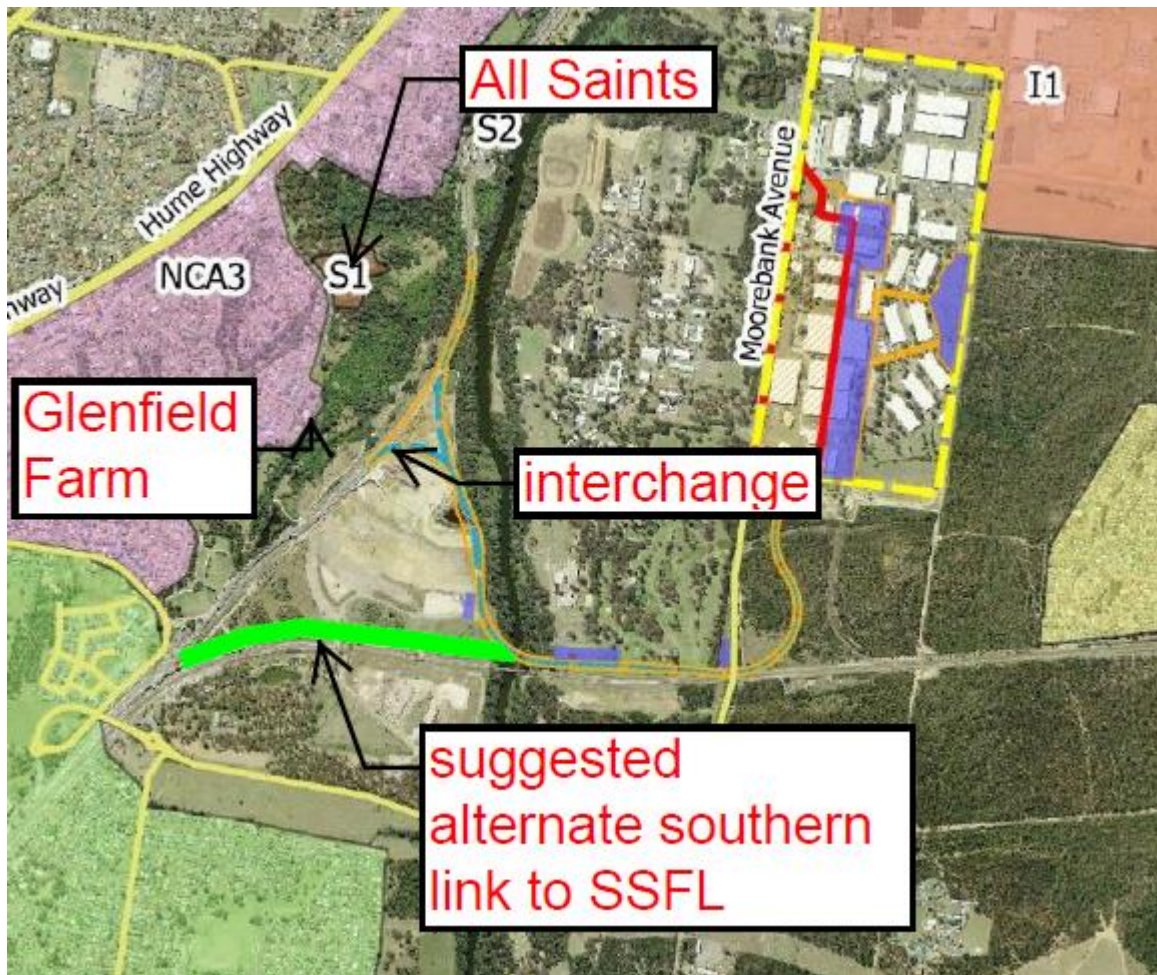 All Saints
I1
S2
Hume Highway
Moorebank Avenue
NCA3
S1
hway
Glenfield
Farm
interchange
suggested
alternate southern
link to SSFL